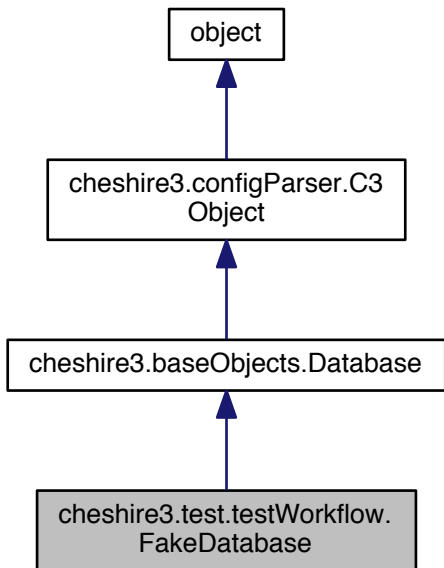 object
cheshire3.configParser.C3
Object
cheshire3.baseObjects.Database
cheshire3.test.testWorkflow.
FakeDatabase